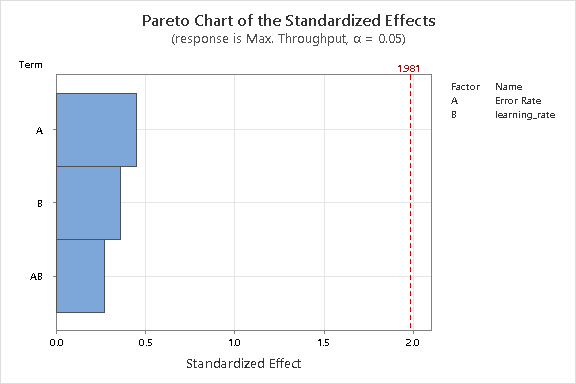 Pareto Chart of the Standardized Effects
(response is Max. Throughput, α = 0.05)
Term
1.981
Factor Name
A Error Rate
B learning_rate
A
B
AB
0.0 0.5 1.0 1.5 2.0
Standardized Effect